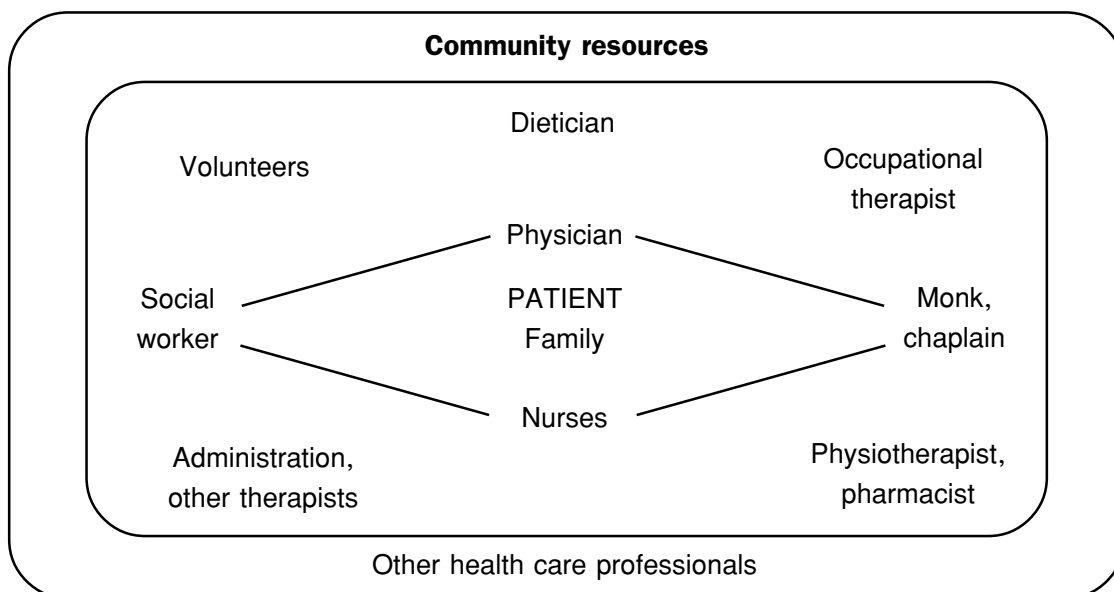 Community resources
Dietician
Volunteers
Occupational
therapist
Physician
Social
worker
PATIENT
Family
Monk,
chaplain
Nurses
Administration,
other therapists
Physiotherapist,
pharmacist
Other health care professionals